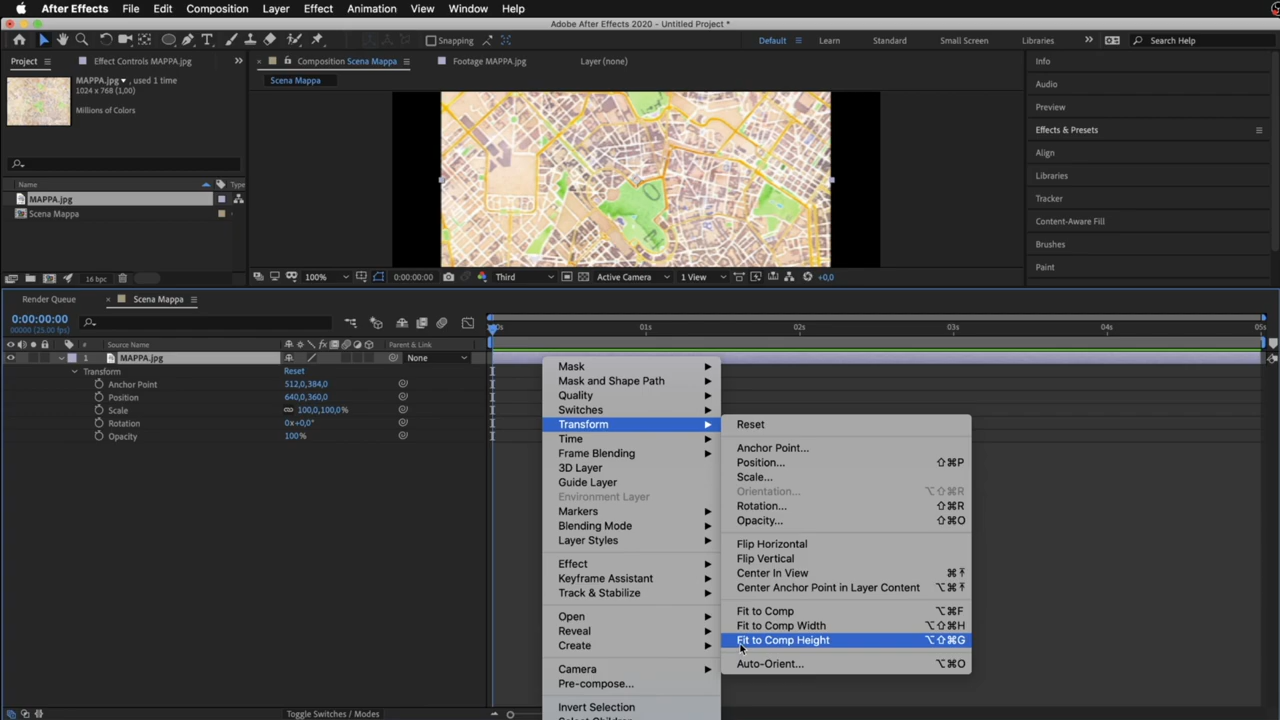 After Effects File Edit Composition Layer Effect Animation View Window Help
Adobe After Effects 2020 - Untitled Project *
Snapping
Default Learn Standard Small Screen Libraries Search Help
Project Effect Controls MAPPA.jpg
MAPPA.jpg , used 1 time
1024 x 768 (1,00)
Millions of Colors
Name Type
MAPPA.jpg
Scena Mappa
16 bpc
Composition Scena Mappa Footage MAPPA.jpg Layer (none)
Scena Mappa
100% 0:00:00:00 Third Active Camera 1 View +0,0
Info
Audio
Preview
Effects & Presets
Align
Libraries
Tracker
Content-Aware Fill
Brushes
Paint
Render Queue Scena Mappa
0:00:00:00
00000 (25.00 fps)
01s 02s 03s 04s 05s
# Source Name Parent & Link
1 MAPPA.jpg None
Transform Reset
Anchor Point 512,0,384,0
Position 640,0,360,0
Scale 100,0,100,0%
Rotation 0x+0,0°
Opacity 100%
Toggle Switches / Modes
Mask
Mask and Shape Path
Quality
Switches
Transform
Time
Frame Blending
3D Layer
Guide Layer
Environment Layer
Markers
Blending Mode
Layer Styles
Effect
Keyframe Assistant
Track & Stabilize
Open
Reveal
Create
Camera
Pre-compose...
Invert Selection
Select Children
Reset
Anchor Point...
Position... ⇧⌘P
Scale...
Orientation... ⌥⇧⌘R
Rotation... ⇧⌘R
Opacity... ⇧⌘O
Flip Horizontal
Flip Vertical
Center In View ⌘↑
Center Anchor Point in Layer Content ⌥⌘↑
Fit to Comp ⌥⌘F
Fit to Comp Width ⌥⇧⌘H
Fit to Comp Height ⌥⇧⌘G
Auto-Orient... ⌥⌘O